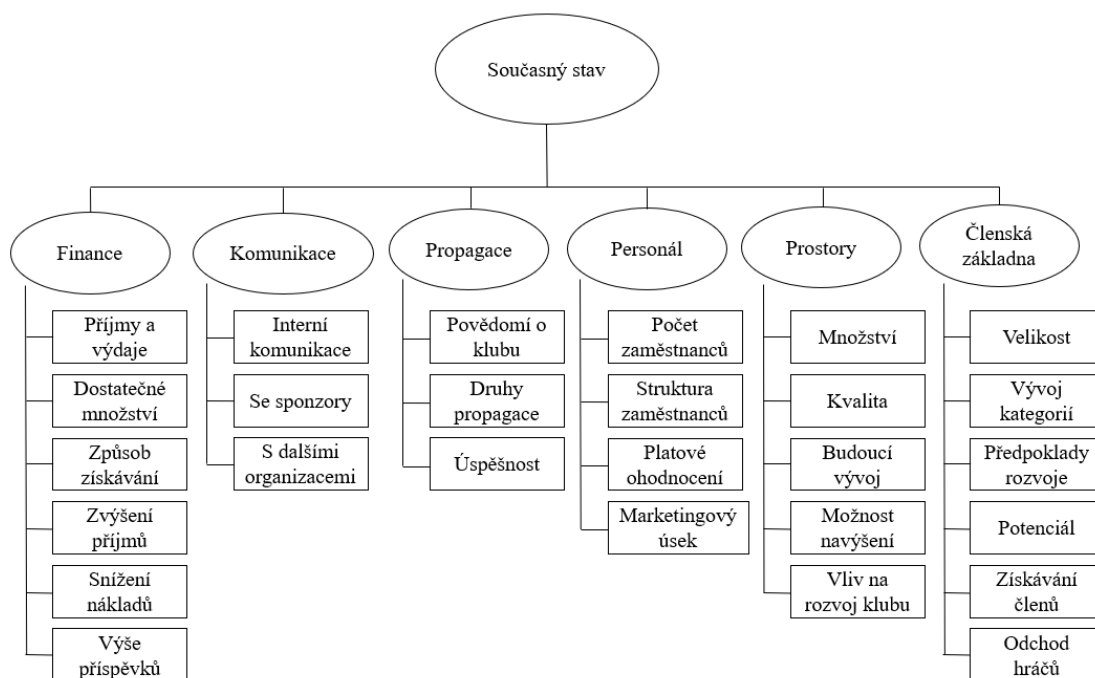 Současný stav
Finance
Komunikace
Propagace
Personál
Prostory
Členská
základna
Příjmy a
výdaje
Dostatečné
množství
Způsob
získávání
Zvýšení
příjmů
Snížení
nákladů
Výše
příspěvků
Interní
komunikace
Se sponzory
S dalšími
organizacemi
Povědomí o
klubu
Druhy
propagace
Úspěšnost
Počet
zaměstnanců
Struktura
zaměstnanců
Platové
ohodnocení
Marketingový
úsek
Množství
Kvalita
Budoucí
vývoj
Možnost
navýšení
Vliv na
rozvoj klubu
Velikost
Vývoj
kategorií
Předpoklady
rozvoje
Potenciál
Získávání
členů
Odchod
hráčů